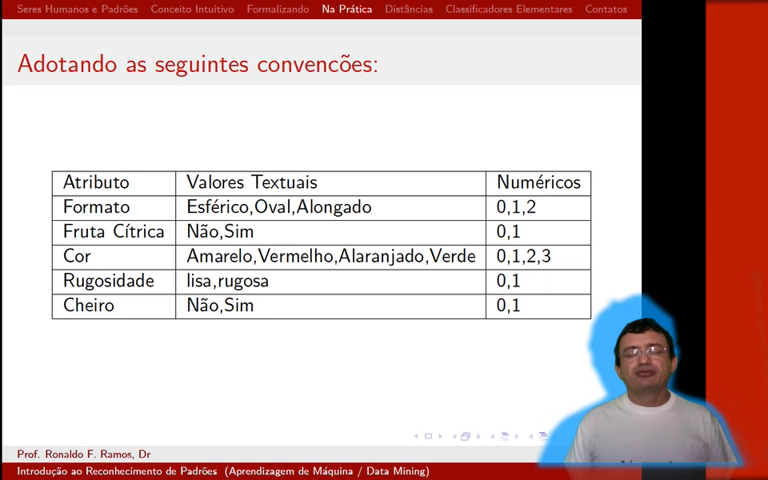 Seres Humanos e Padrões Conceito Intuitivo Formalizando Na Prática Distâncias Classificadores Elementares Contatos
Adotando as seguintes convencões:
Atributo Valores Textuais Numéricos
Formato Esférico,Oval,Alongado 0,1,2
Fruta Cítrica Não,Sim 0,1
Cor Amarelo,Vermelho,Alaranjado,Verde 0,1,2,3
Rugosidade lisa,rugosa 0,1
Cheiro Não,Sim 0,1
Prof. Ronaldo F. Ramos, Dr
Introdução ao Reconhecimento de Padrões (Aprendizagem de Máquina / Data Mining)